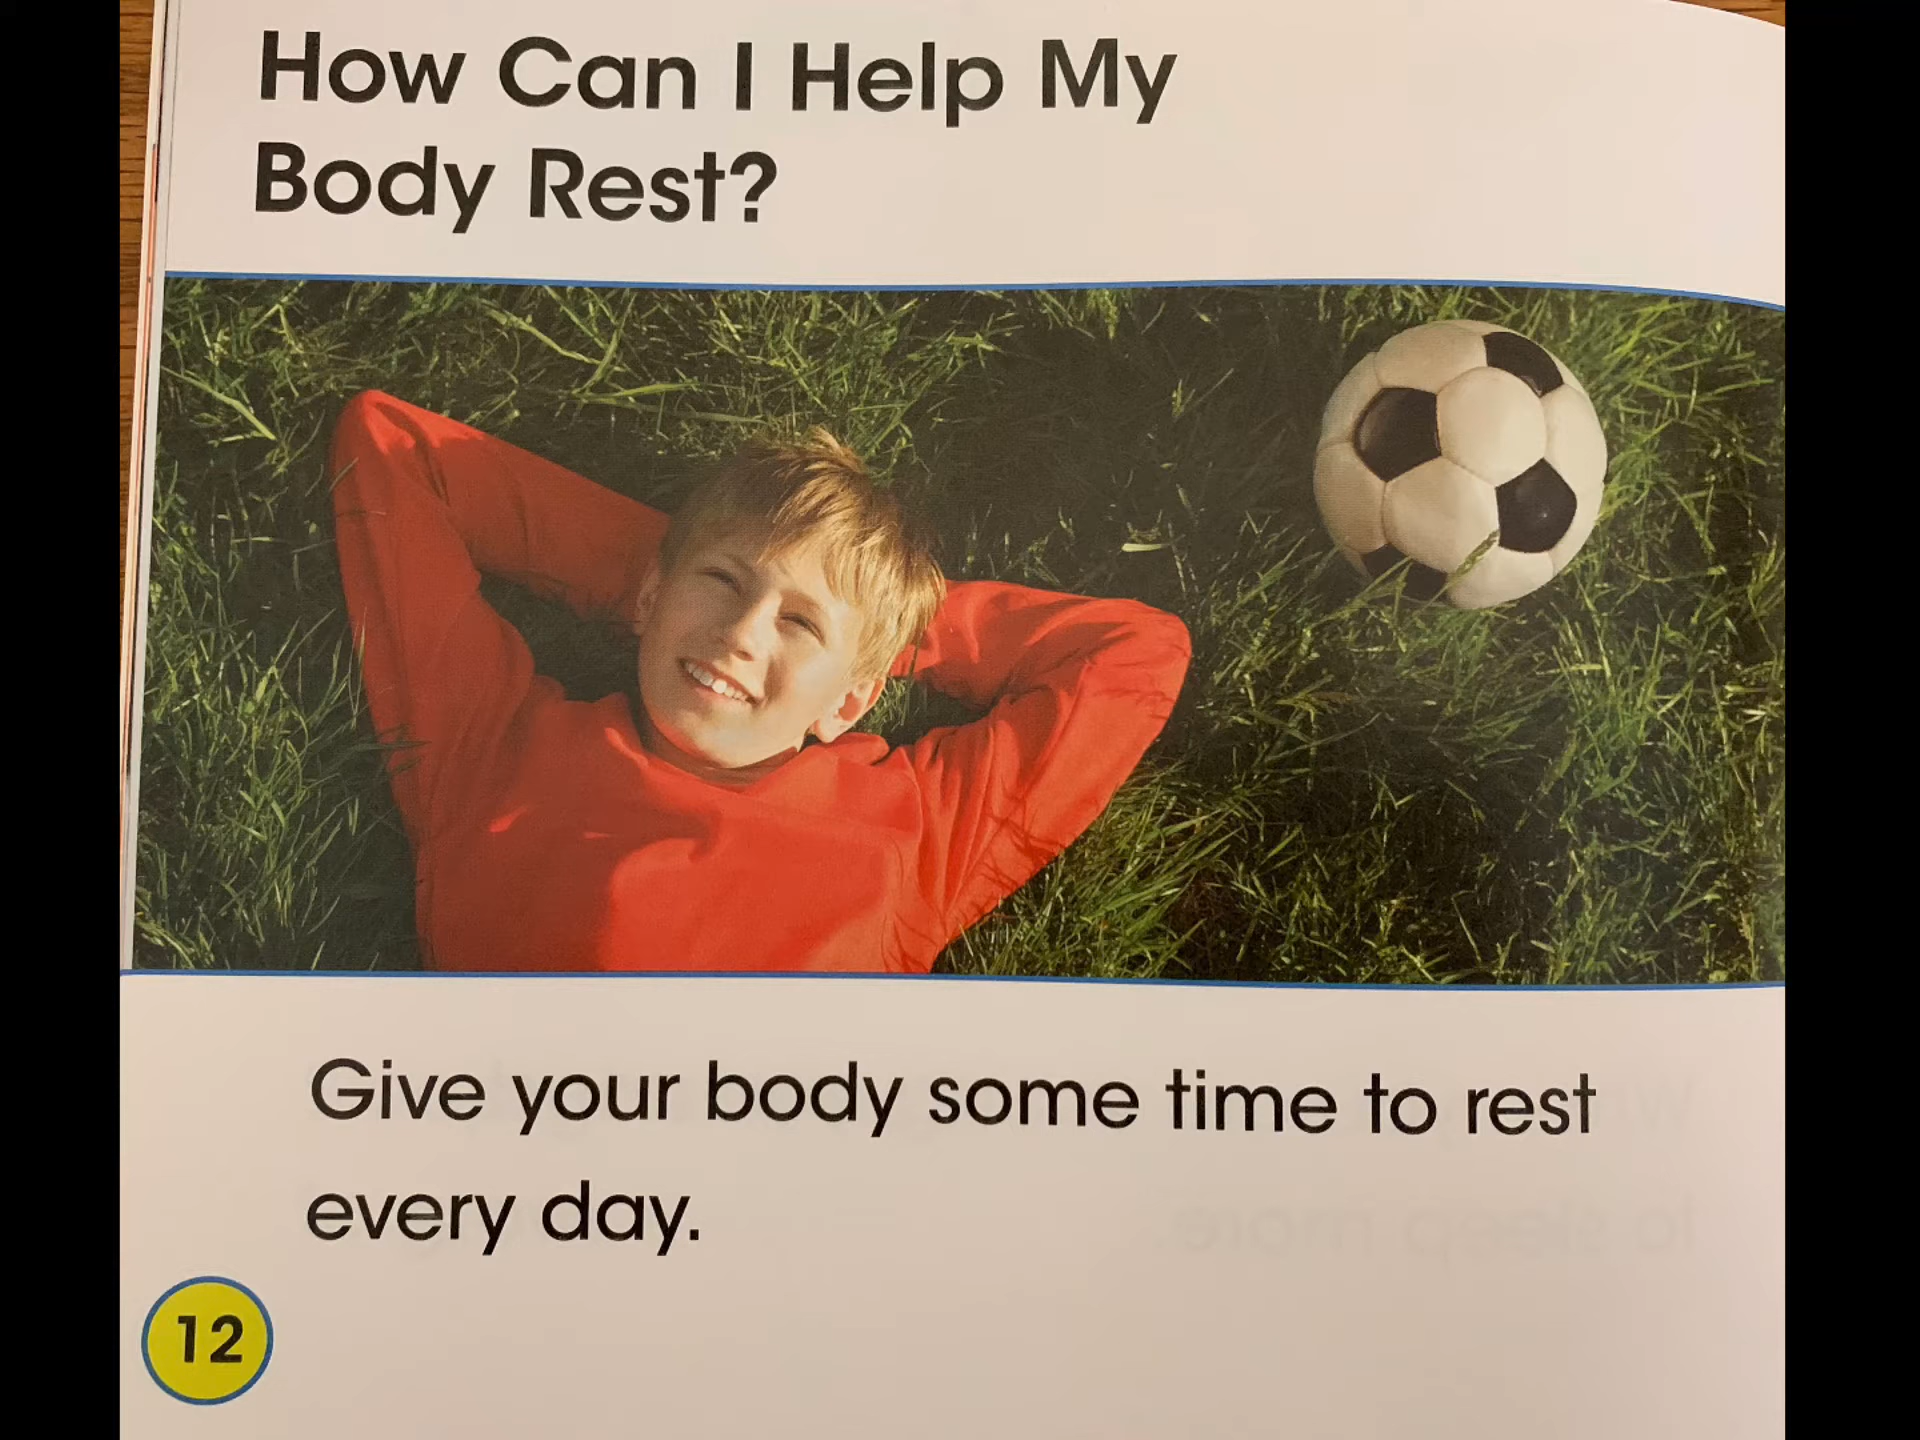 How Can I Help My
Body Rest?
Give your body some time to rest
every day.
12